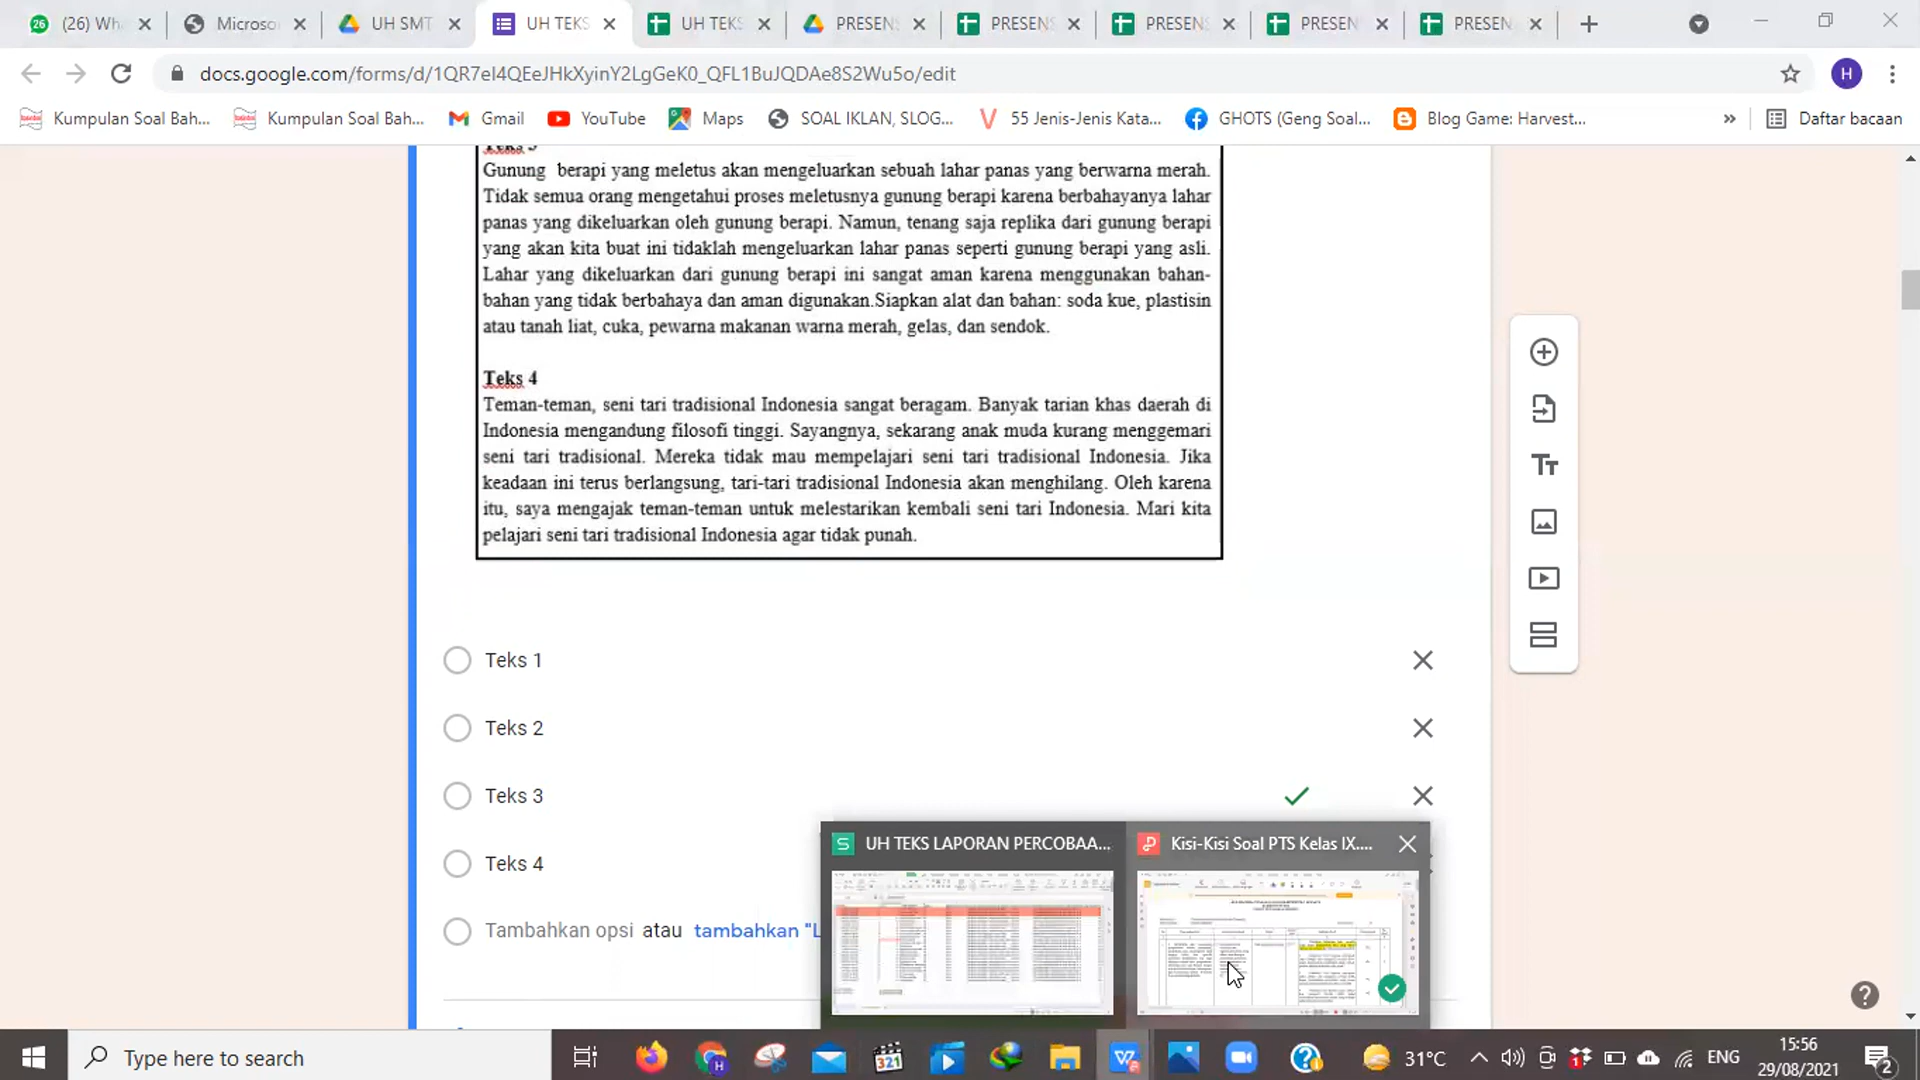 (26) Wh
Microso
UH SMT
UH TEKS
UH TEKS
PRESENS
PRESENS
PRESENS
PRESEN
PRESEN
docs.google.com/forms/d/1QR7eI4QEeJHkXyinY2LgGeK0_QFL1BuJQDAe8S2Wu5o/edit
H
Kumpulan Soal Bah...
Kumpulan Soal Bah...
Gmail
YouTube
Maps
SOAL IKLAN, SLOG...
55 Jenis-Jenis Kata...
GHOTS (Geng Soal...
Blog Game: Harvest...
»
Daftar bacaan
Teks 3
Gunung berapi yang meletus akan mengeluarkan sebuah lahar panas yang berwarna merah.
Tidak semua orang mengetahui proses meletusnya gunung berapi karena berbahayanya lahar
panas yang dikeluarkan oleh gunung berapi. Namun, tenang saja replika dari gunung berapi
yang akan kita buat ini tidaklah mengeluarkan lahar panas seperti gunung berapi yang asli.
Lahar yang dikeluarkan dari gunung berapi ini sangat aman karena menggunakan bahan-
bahan yang tidak berbahaya dan aman digunakan.Siapkan alat dan bahan: soda kue, plastisin
atau tanah liat, cuka, pewarna makanan warna merah, gelas, dan sendok.
Teks 4
Teman-teman, seni tari tradisional Indonesia sangat beragam. Banyak tarian khas daerah di
Indonesia mengandung filosofi tinggi. Sayangnya, sekarang anak muda kurang menggemari
seni tari tradisional. Mereka tidak mau mempelajari seni tari tradisional Indonesia. Jika
keadaan ini terus berlangsung, tari-tari tradisional Indonesia akan menghilang. Oleh karena
itu, saya mengajak teman-teman untuk melestarikan kembali seni tari Indonesia. Mari kita
pelajari seni tari tradisional Indonesia agar tidak punah.
Teks 1
Teks 2
Teks 3
Teks 4
Tambahkan opsi atau tambahkan "L
UH TEKS LAPORAN PERCOBAA...
Kisi-Kisi Soal PTS Kelas IX....
Type here to search
31°C
ENG
15:56
29/08/2021
2